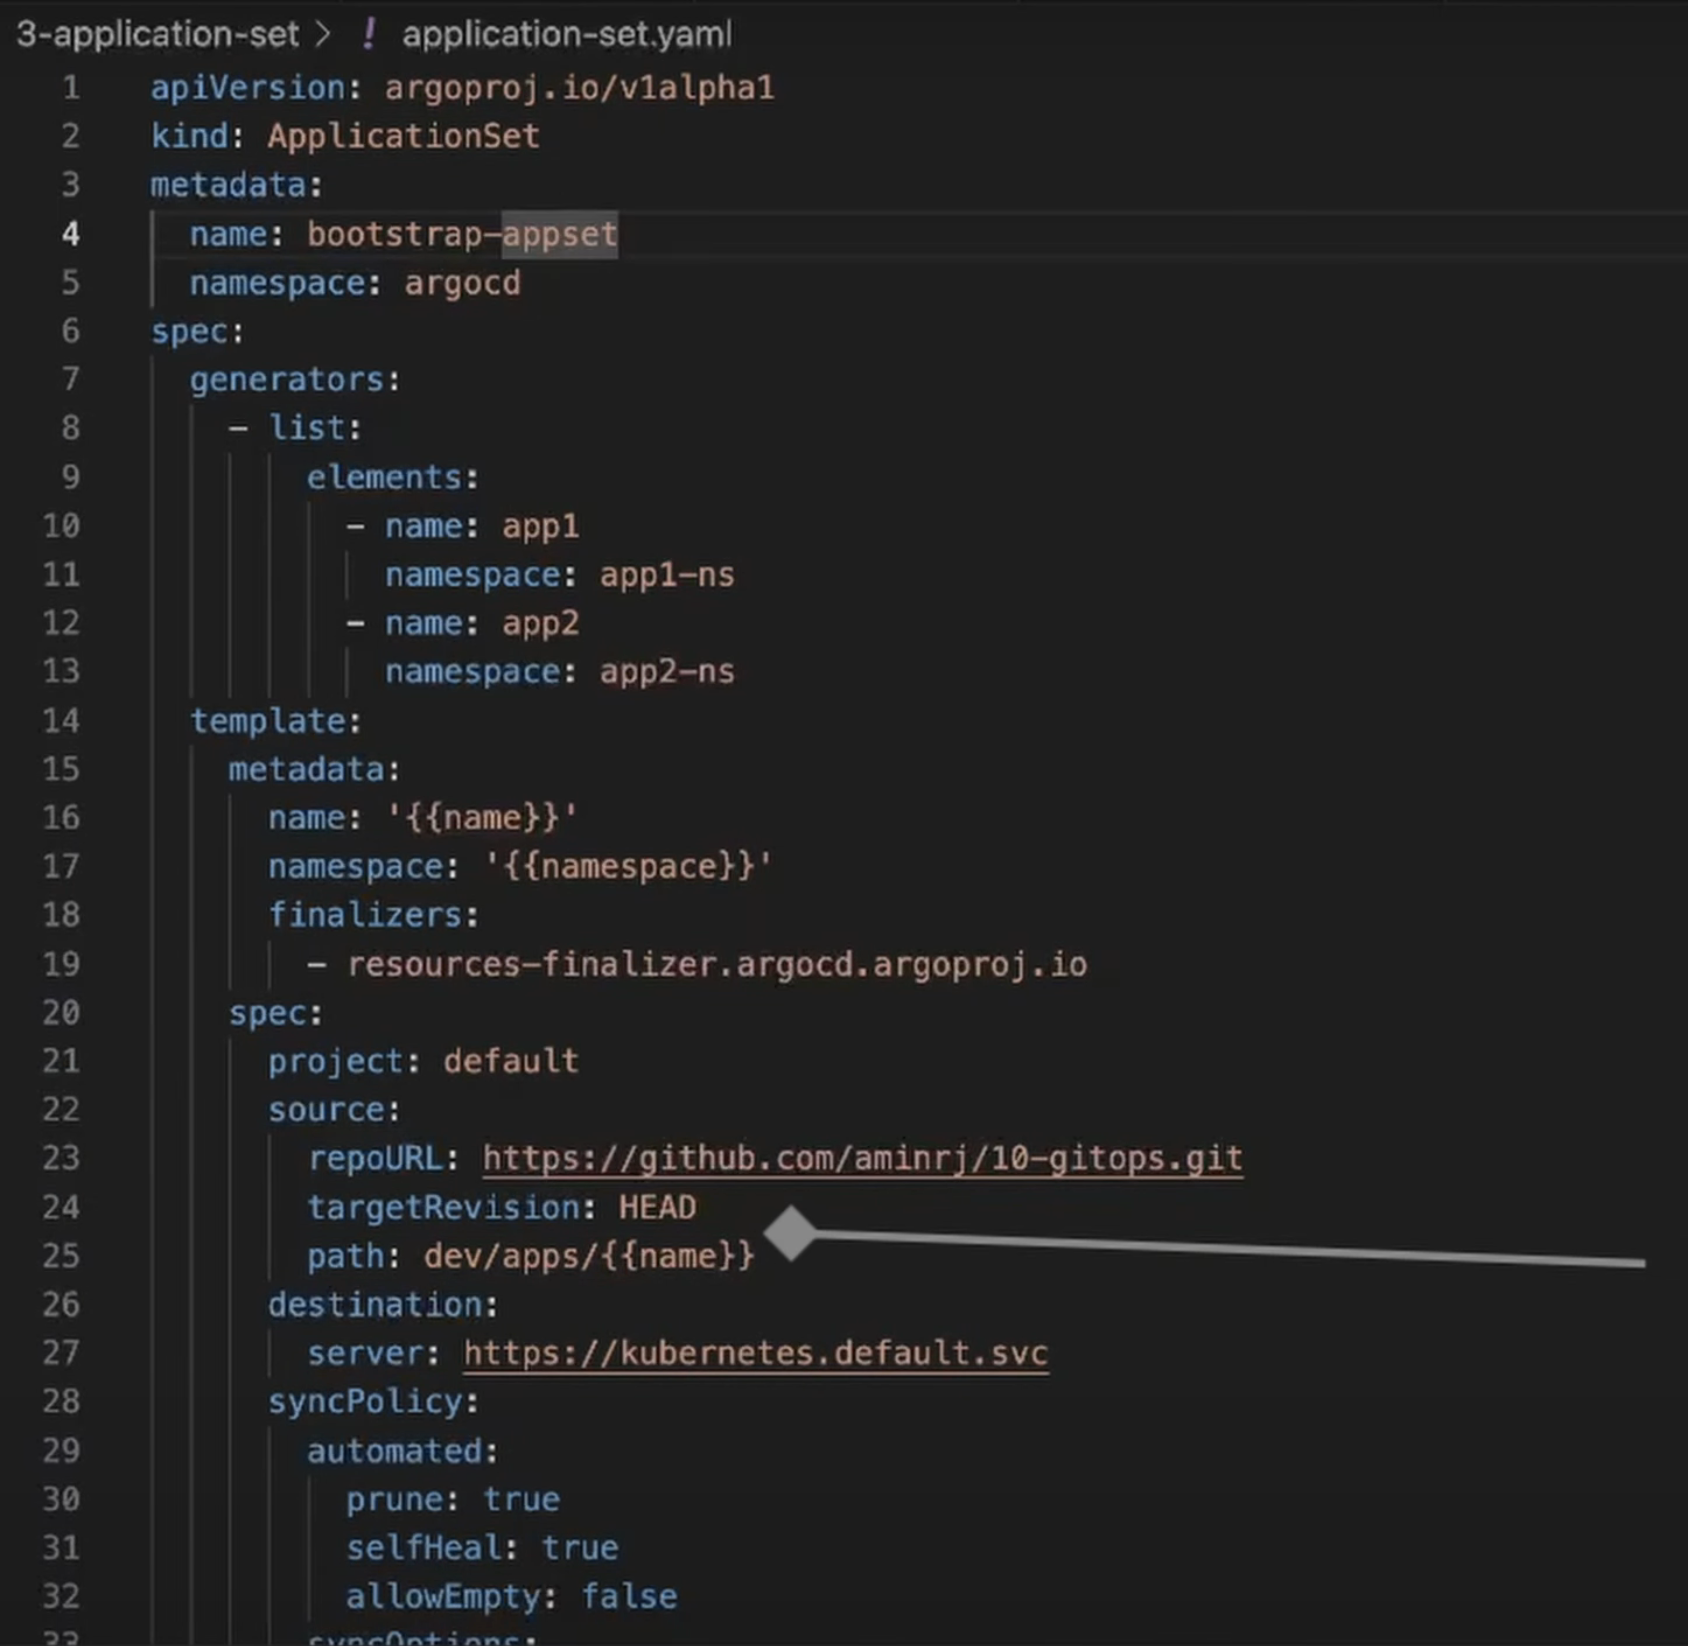 3-application-set > ! application-set.yaml
1 apiVersion: argoproj.io/v1alpha1
2 kind: ApplicationSet
3 metadata:
4   name: bootstrap-appset
5   namespace: argocd
6 spec:
7   generators:
8     - list:
9         elements:
10           - name: app1
11             namespace: app1-ns
12           - name: app2
13             namespace: app2-ns
14   template:
15     metadata:
16       name: '{{name}}'
17       namespace: '{{namespace}}'
18       finalizers:
19         - resources-finalizer.argocd.argoproj.io
20     spec:
21       project: default
22       source:
23         repoURL: https://github.com/aminrj/10-gitops.git
24         targetRevision: HEAD
25         path: dev/apps/{{name}}
26       destination:
27         server: https://kubernetes.default.svc
28       syncPolicy:
29         automated:
30           prune: true
31           selfHeal: true
32           allowEmpty: false
33         syncOptions: